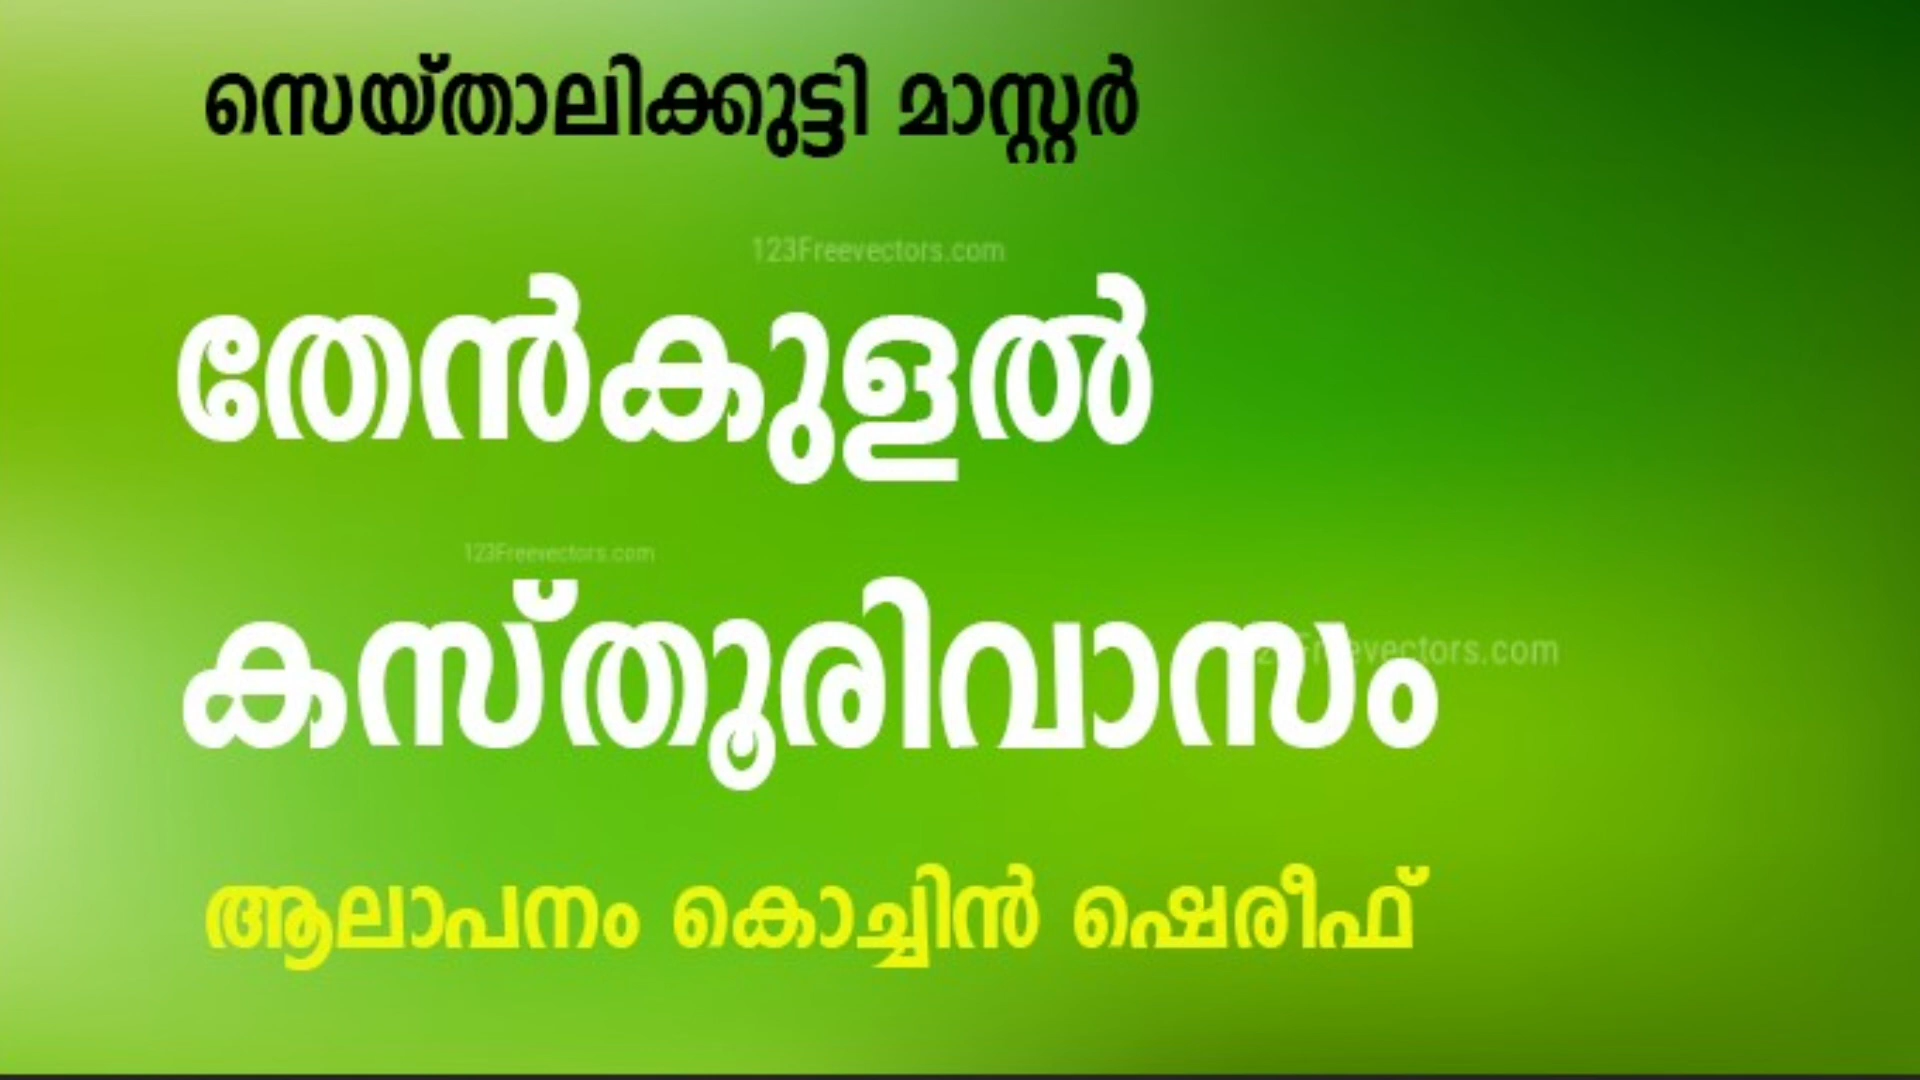 സെയ്താലിക്കുട്ടി മാസ്റ്റർ
123Freevectors.com
തേൻകുളൽ
123Freevectors.com
കസ്തൂരിവാസം
ആലാപനം കൊച്ചിൻ ഷെരീഫ്